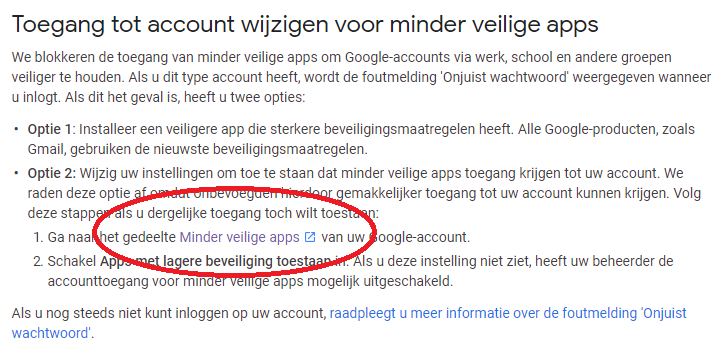 Toegang tot account wijzigen voor minder veilige apps
We blokkeren de toegang van minder veilige apps om Google-accounts via werk, school en andere groepen
veiliger te houden. Als u dit type account heeft, wordt de foutmelding 'Onjuist wachtwoord' weergegeven wanneer
u inlogt. Als dit het geval is, heeft u twee opties:
• Optie 1: Installeer een veiligere app die sterkere beveiligingsmaatregelen heeft. Alle Google-producten, zoals
Gmail, gebruiken de nieuwste beveiligingsmaatregelen.
• Optie 2: Wijzig uw instellingen om toe te staan dat minder veilige apps toegang krijgen tot uw account. We
raden deze optie af omdat onbevoegden hierdoor gemakkelijker toegang tot uw account kunnen krijgen. Volg
deze stappen als u dergelijke toegang toch wilt toestaan:
1. Ga naar het gedeelte Minder veilige apps van uw Google-account.
2. Schakel Apps met lagere beveiliging toestaan in. Als u deze instelling niet ziet, heeft uw beheerder de
accounttoegang voor minder veilige apps mogelijk uitgeschakeld.
Als u nog steeds niet kunt inloggen op uw account, raadpleegt u meer informatie over de foutmelding 'Onjuist
wachtwoord'.